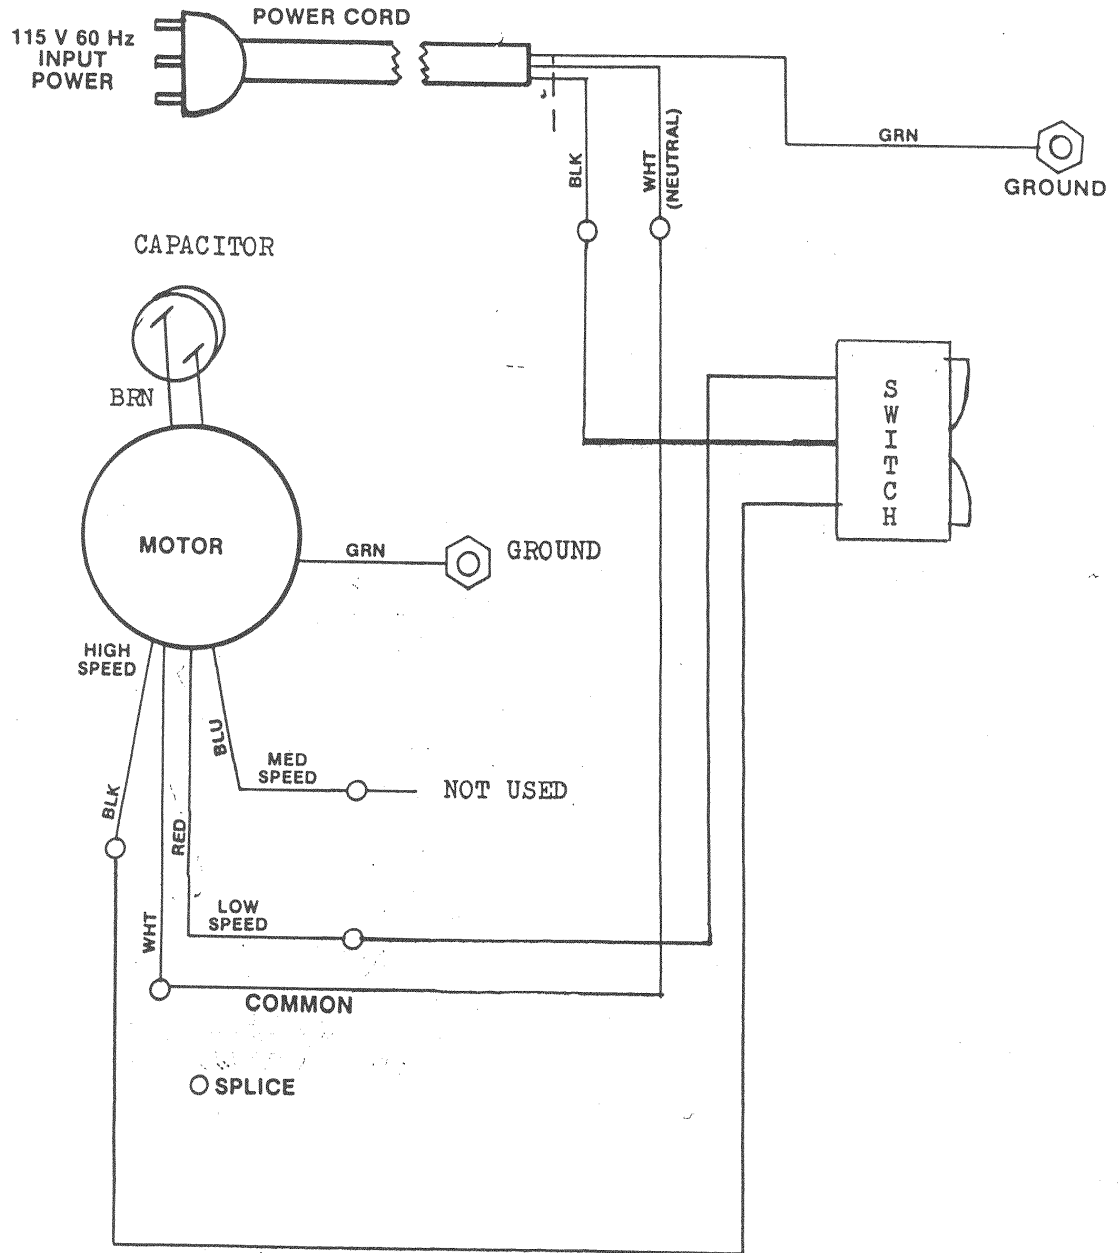 POWER CORD
115 V 60 Hz
INPUT
POWER
BLK
WHT
(NEUTRAL)
GRN
GROUND
CAPACITOR
BRN
SWITCH
MOTOR
GRN
GROUND
HIGH
SPEED
BLU
MED
SPEED
NOT USED
BLK
RED
LOW
SPEED
WHT
COMMON
SPLICE